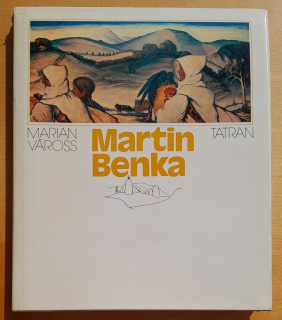 MARIAN
VÁROSS
Martin
Benka
TATRAN